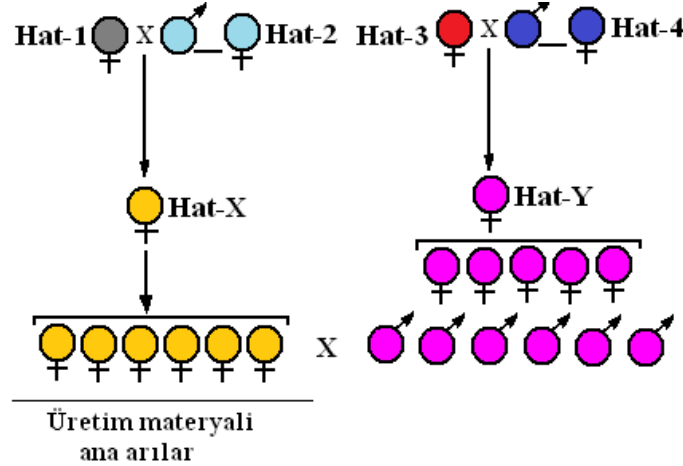 Hat-1 X Hat-2 Hat-3 X Hat-4
Hat-X Hat-Y
X
Üretim materyali
ana arılar